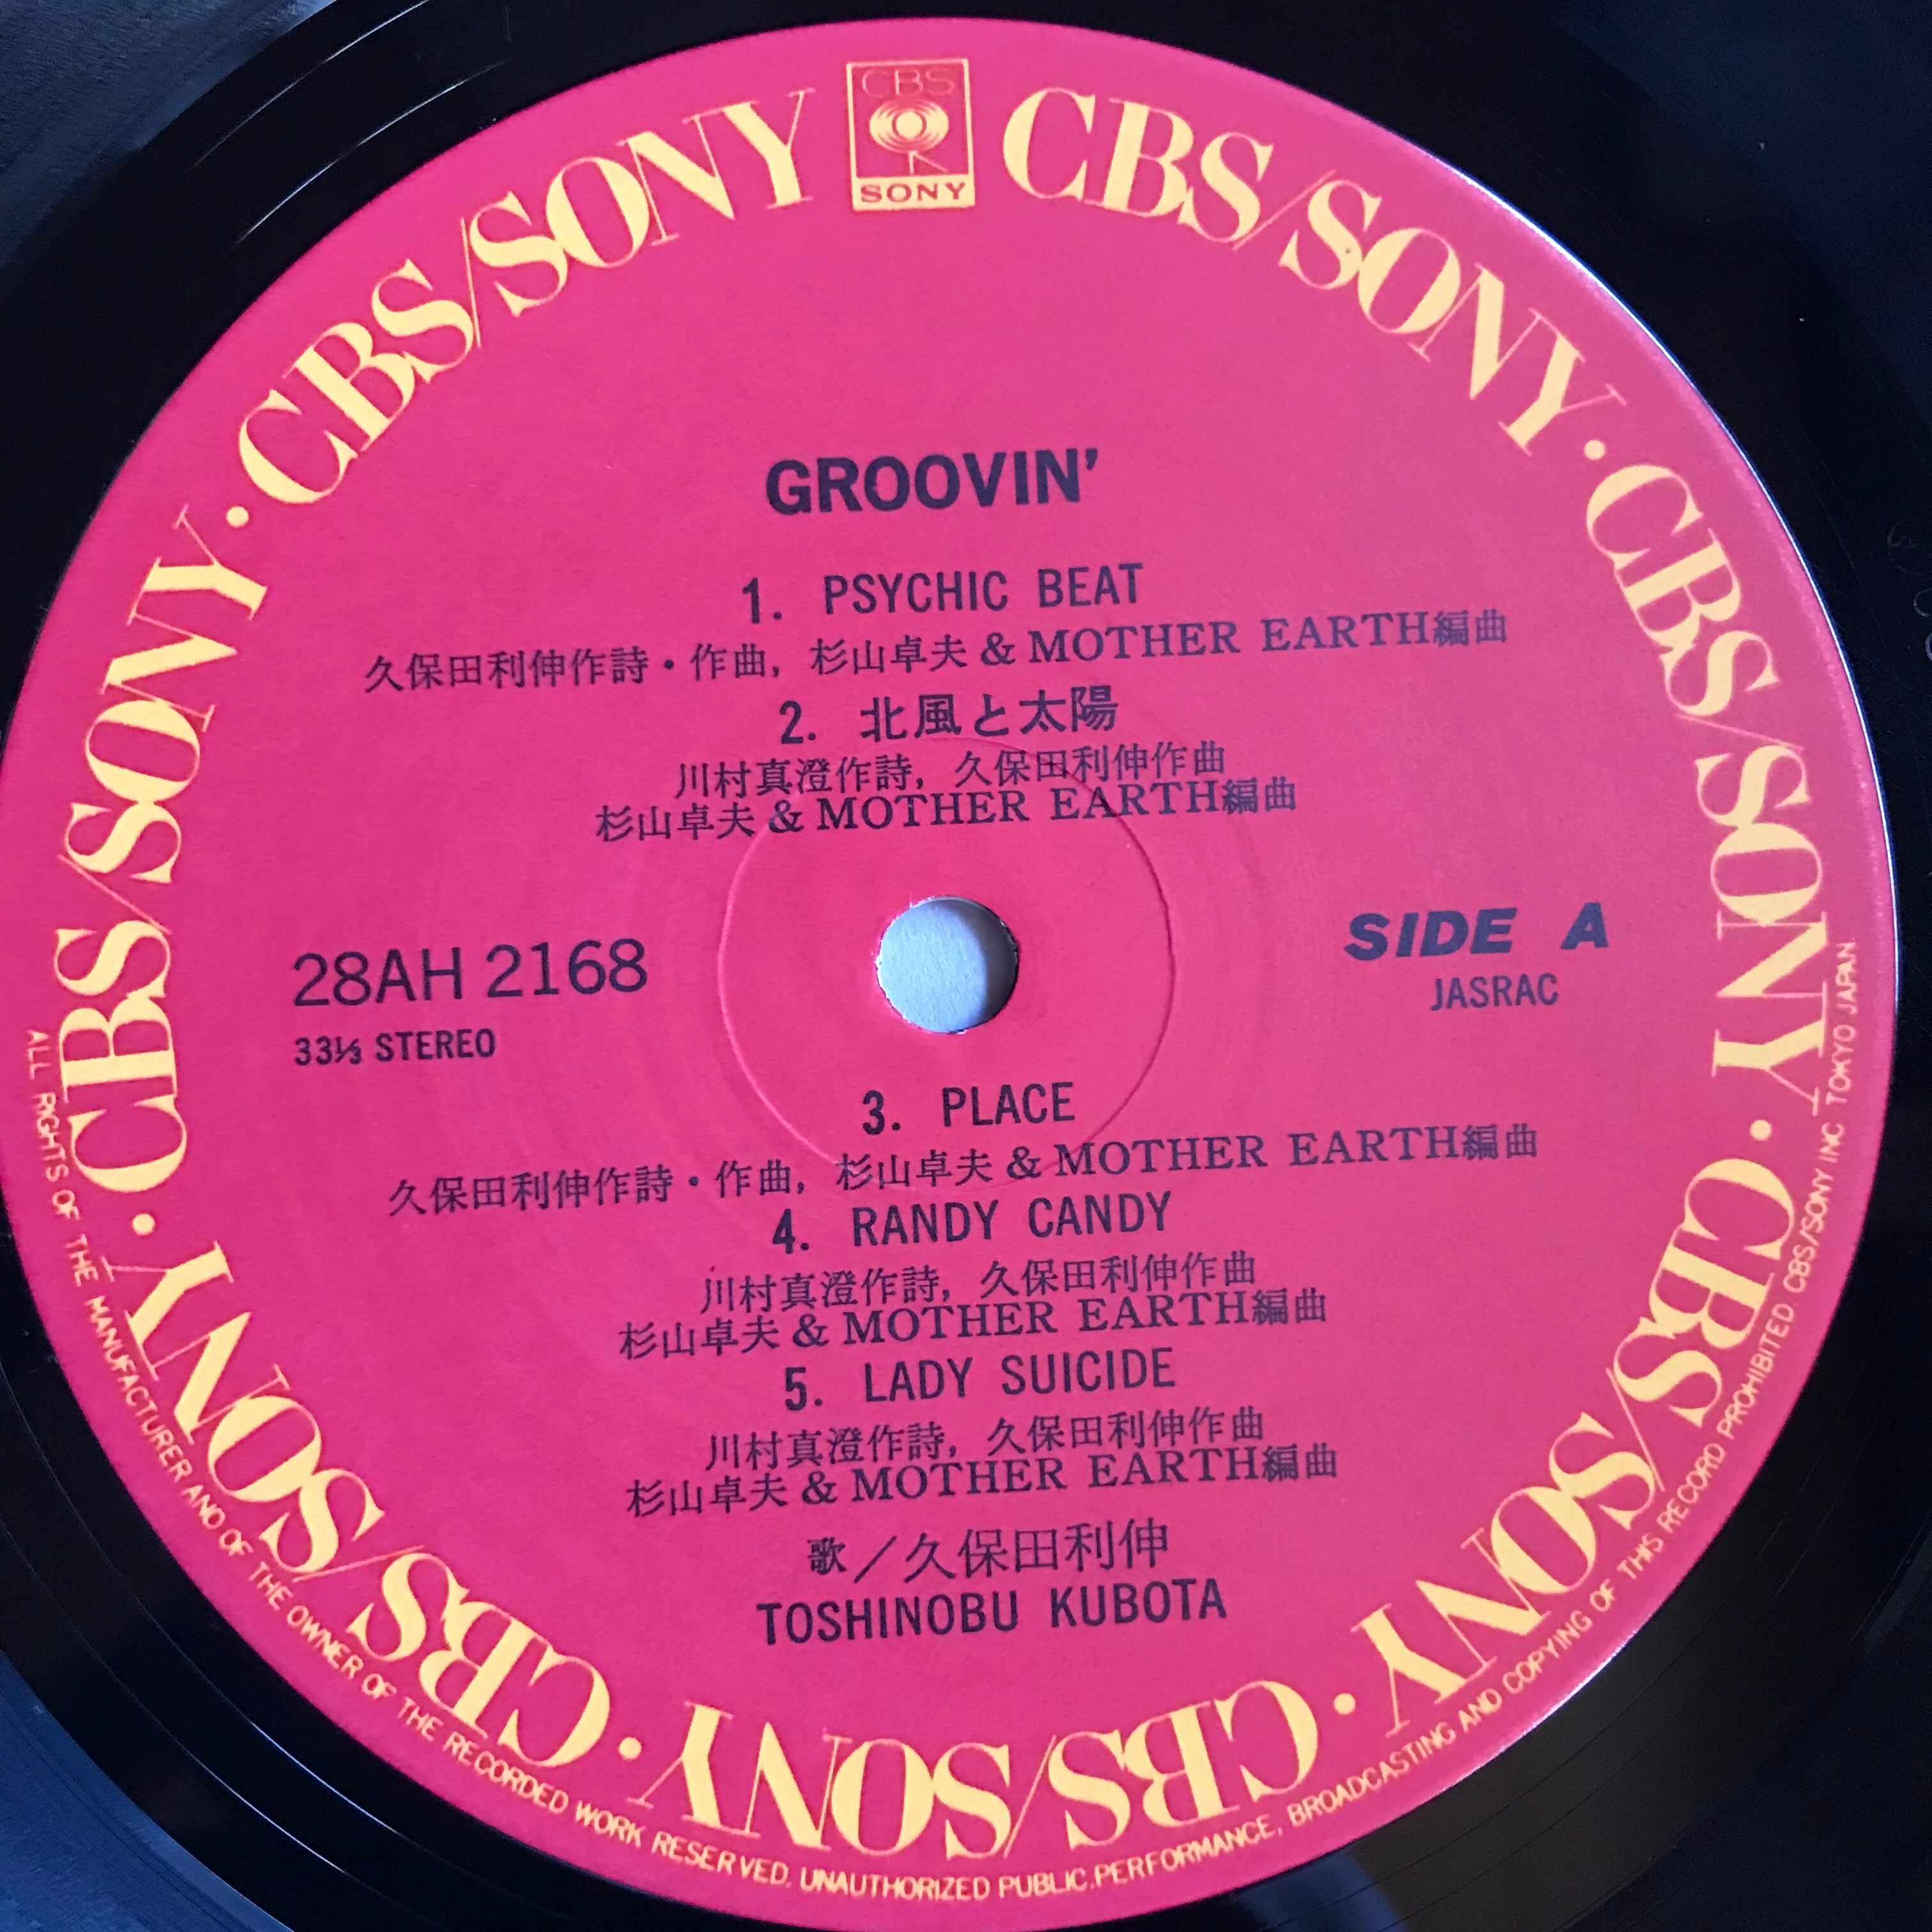 CBS
SONY
CBS/SONY · CBS/SONY · CBS/SONY · CBS/SONY · CBS/SONY · CBS/SONY · CBS/SONY
GROOVIN'
1. PSYCHIC BEAT
久保田利伸作詩・作曲, 杉山卓夫 & MOTHER EARTH編曲
2. 北風と太陽
川村真澄作詩, 久保田利伸作曲
杉山卓夫 & MOTHER EARTH編曲
28AH 2168
33⅓ STEREO
SIDE A
JASRAC
3. PLACE
久保田利伸作詩・作曲, 杉山卓夫 & MOTHER EARTH編曲
4. RANDY CANDY
川村真澄作詩, 久保田利伸作曲
杉山卓夫 & MOTHER EARTH編曲
5. LADY SUICIDE
川村真澄作詩, 久保田利伸作曲
杉山卓夫 & MOTHER EARTH編曲
歌／久保田利伸
TOSHINOBU KUBOTA
ALL RIGHTS OF THE MANUFACTURER AND OF THE OWNER OF THE RECORDED WORK RESERVED. UNAUTHORIZED PUBLIC.PERFORMANCE, BROADCASTING AND COPYING OF THIS RECORD PROHIBITED. CBS/SONY INC. TOKYO JAPAN